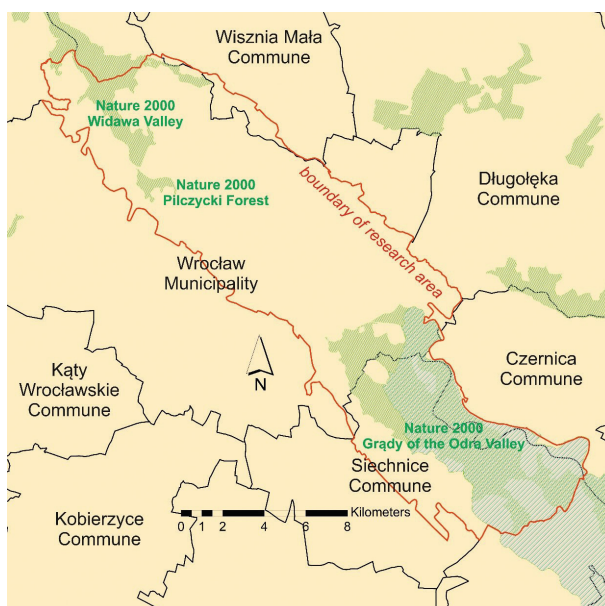 Wisznia Mała
Commune
Nature 2000
Widawa Valley
Nature 2000
Pilczycki Forest
boundary of research area
Długołęka
Commune
Wrocław
Municipality
N
Kąty
Wrocławskie
Commune
Czernica
Commune
Nature 2000
Grądy of the Odra Valley
Siechnice
Commune
Kobierzyce
Commune
Kilometers
0 1 2 4 6 8